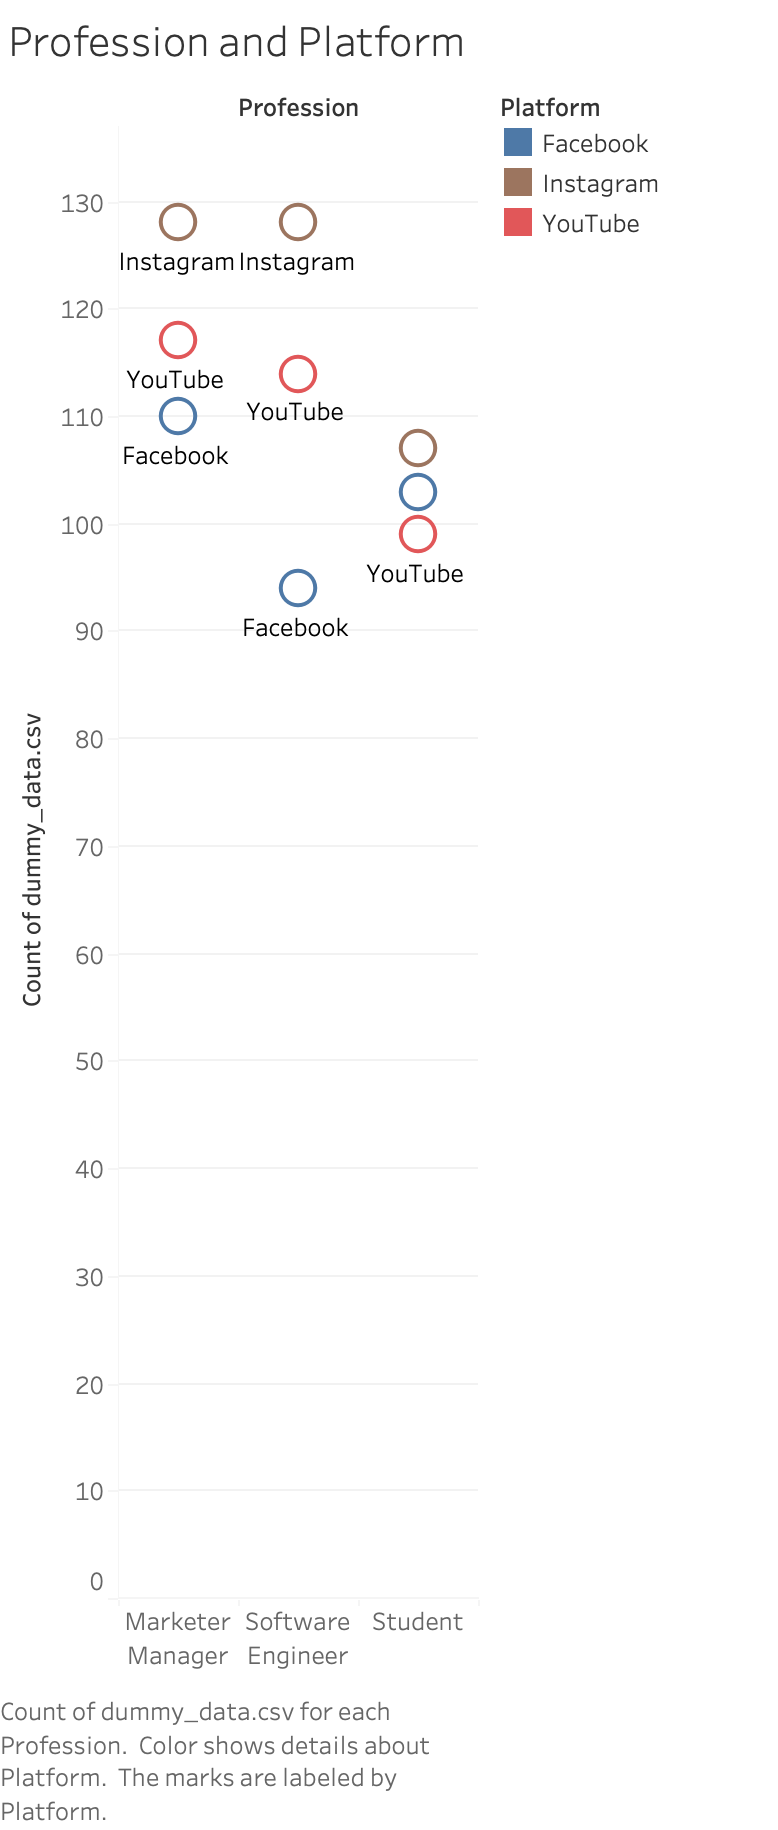 Profession and Platform
Profession
Platform
Facebook
Instagram
YouTube
130
120
110
100
90
80
70
60
50
40
30
20
10
0
Count of dummy_data.csv
Instagram
Instagram
YouTube
YouTube
Facebook
YouTube
Facebook
Marketer Manager
Software Engineer
Student
Count of dummy_data.csv for each
Profession.  Color shows details about
Platform.  The marks are labeled by
Platform.